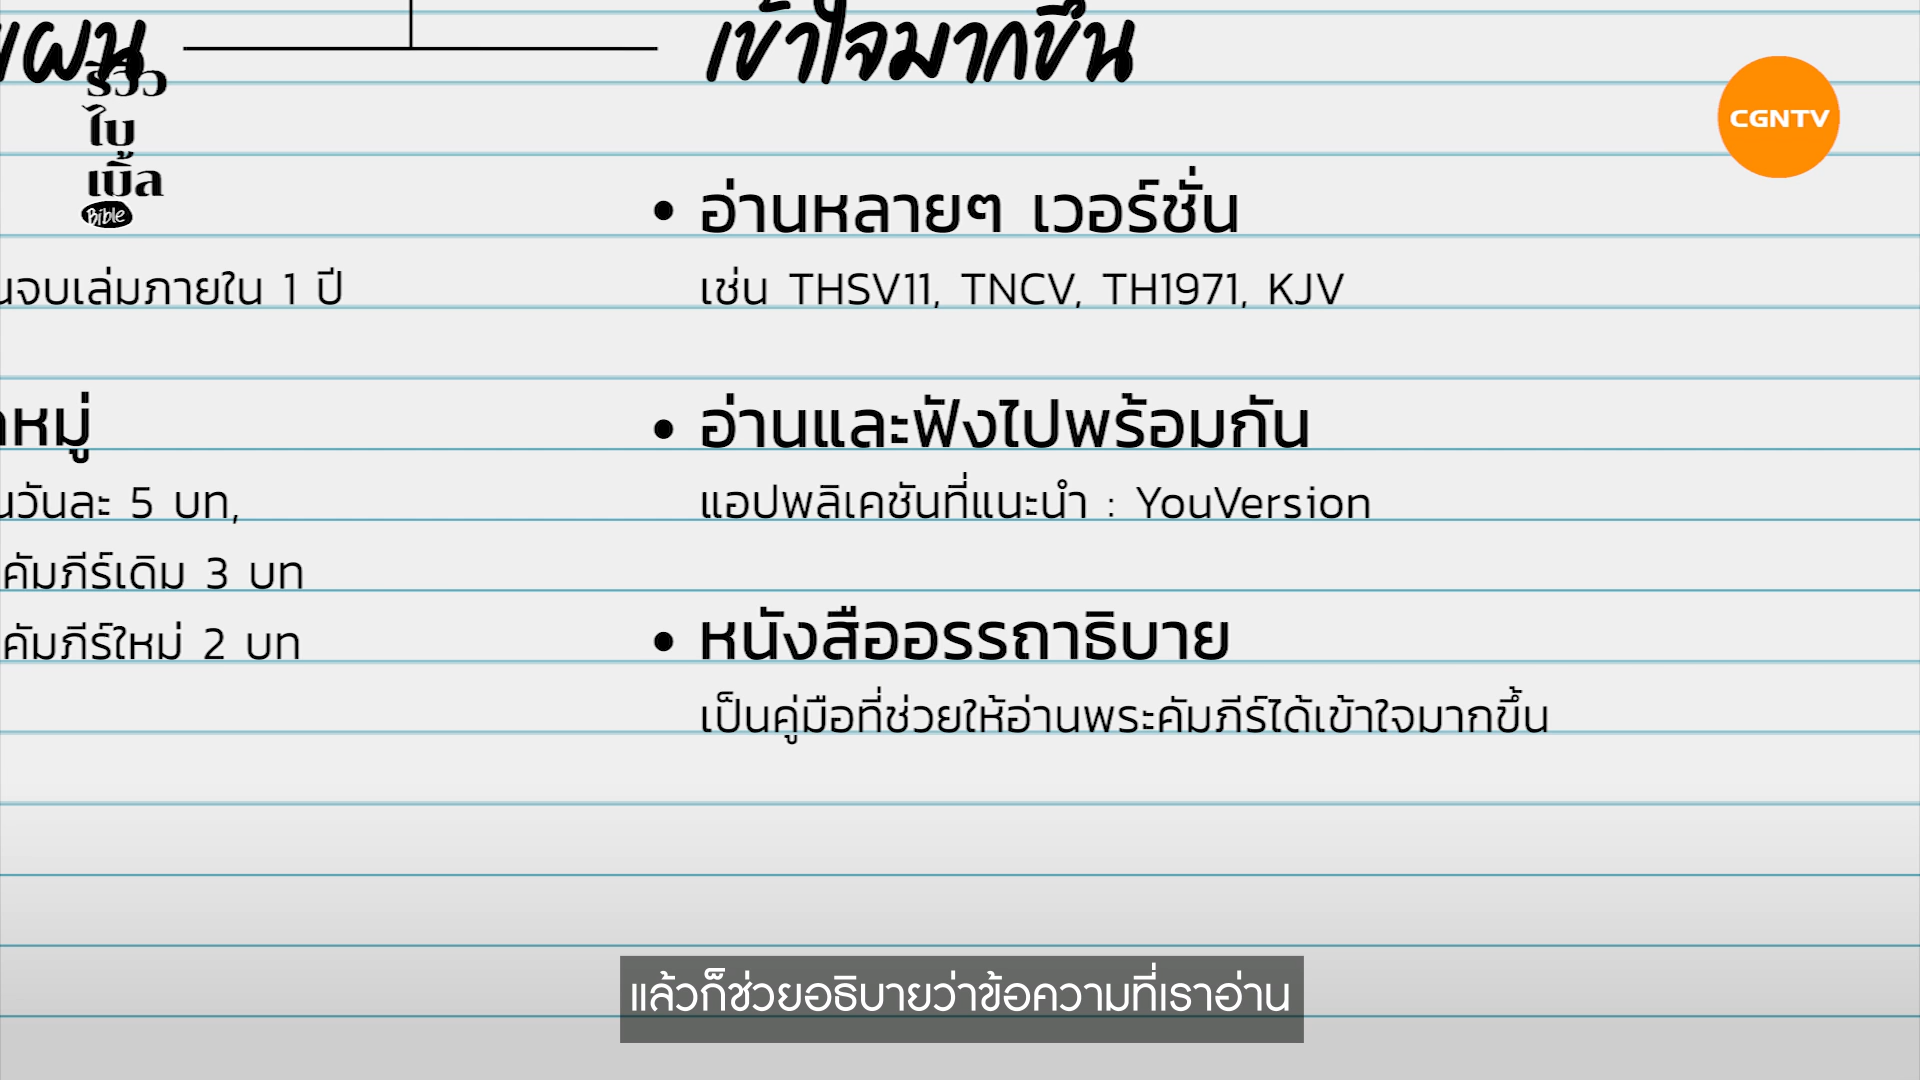 เข้าใจมากขึ้น
รีวิว
ไบ
เบิ้ล
Bible
CGNTV
• อ่านหลายๆ เวอร์ชั่น
เช่น THSV11, TNCV, TH1971, KJV
• อ่านและฟังไปพร้อมกัน
แอปพลิเคชันที่แนะนำ : YouVersion
• หนังสืออรรถาธิบาย
เป็นคู่มือที่ช่วยให้อ่านพระคัมภีร์ได้เข้าใจมากขึ้น
จบเล่มภายใน 1 ปี
หมู่
วันละ 5 บท,
คัมภีร์เดิม 3 บท
คัมภีร์ใหม่ 2 บท
แล้วก็ช่วยอธิบายว่าข้อความที่เราอ่าน